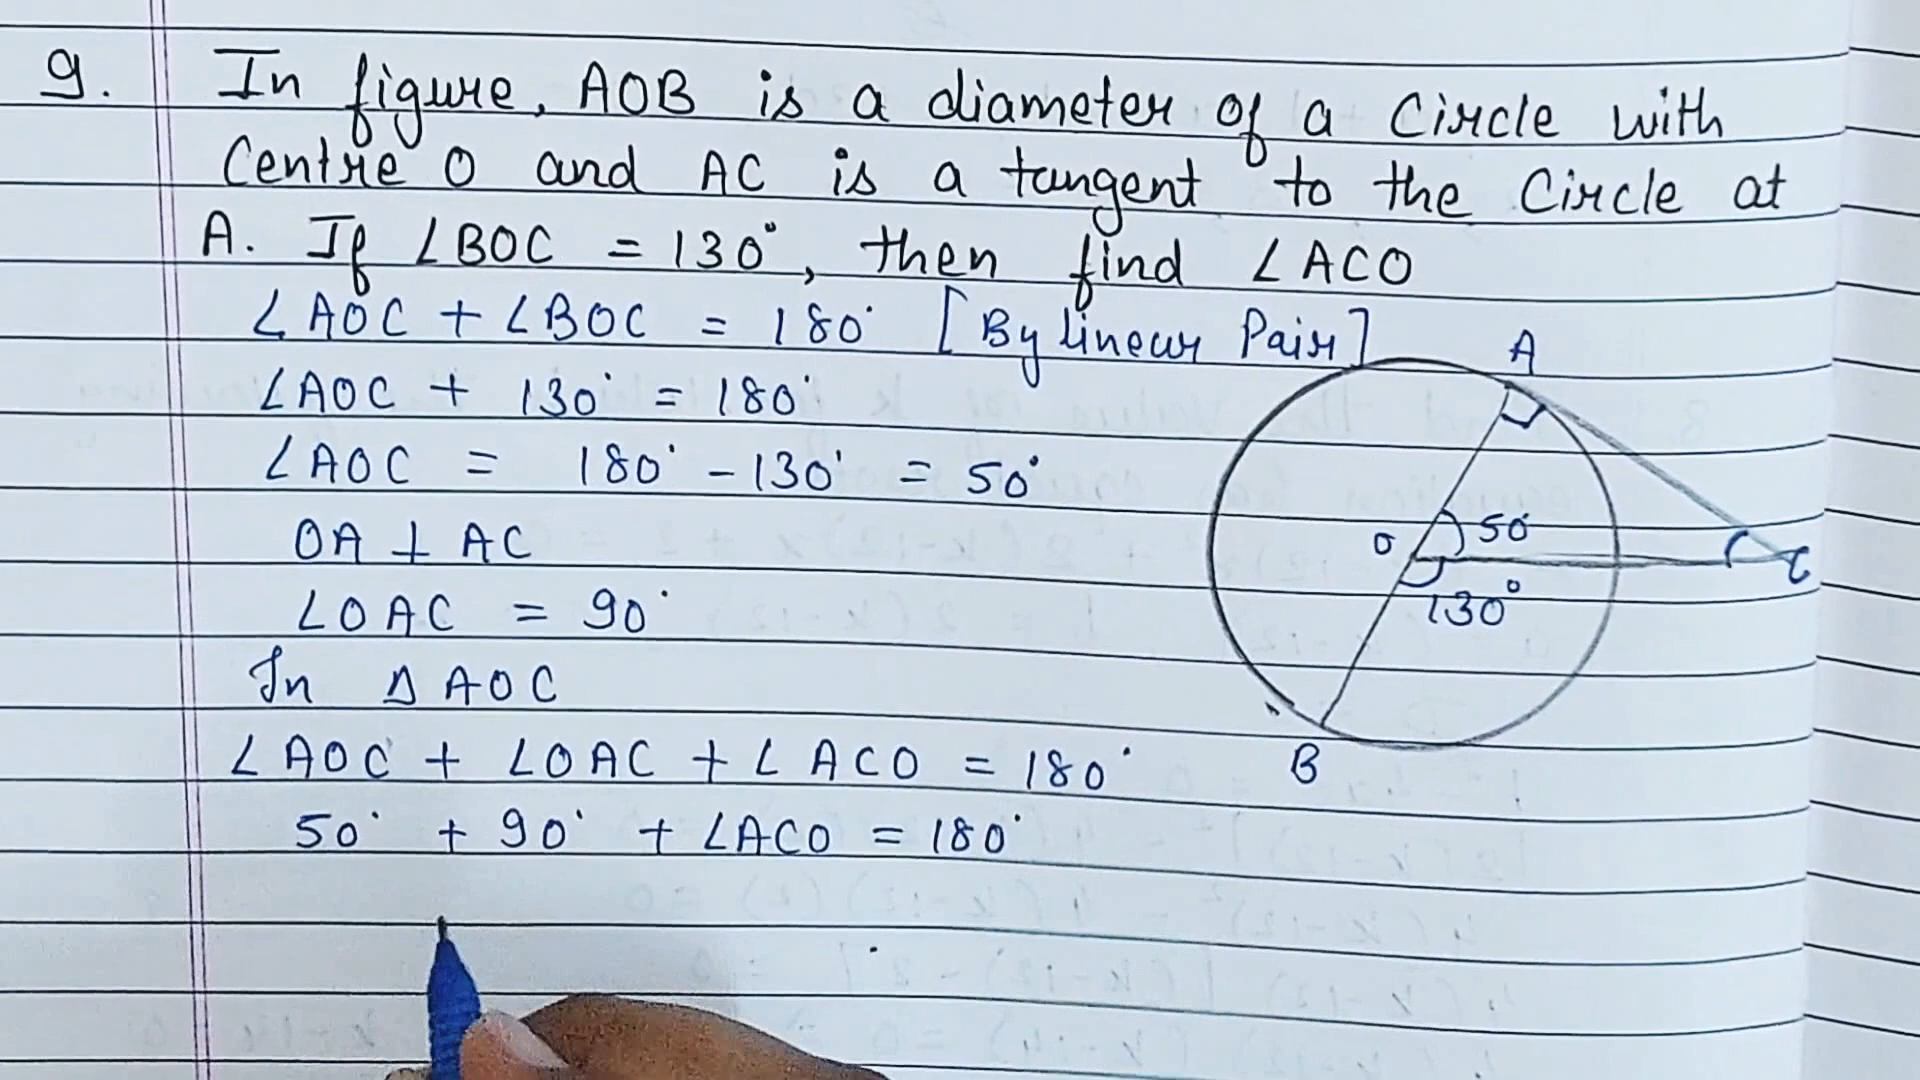 9. In figure, AOB is a diameter of a Circle with
Centre O and AC is a tangent to the Circle at
A. If ∠BOC = 130°, then find ∠ACO
∠AOC + ∠BOC = 180° [By linear Pair]
∠AOC + 130° = 180°
∠AOC = 180° - 130° = 50°
OA ⊥ AC
∠OAC = 90°
In Δ AOC
∠AOC + ∠OAC + ∠ACO = 180°
50° + 90° + ∠ACO = 180°
A
O 50°
C
130°
B